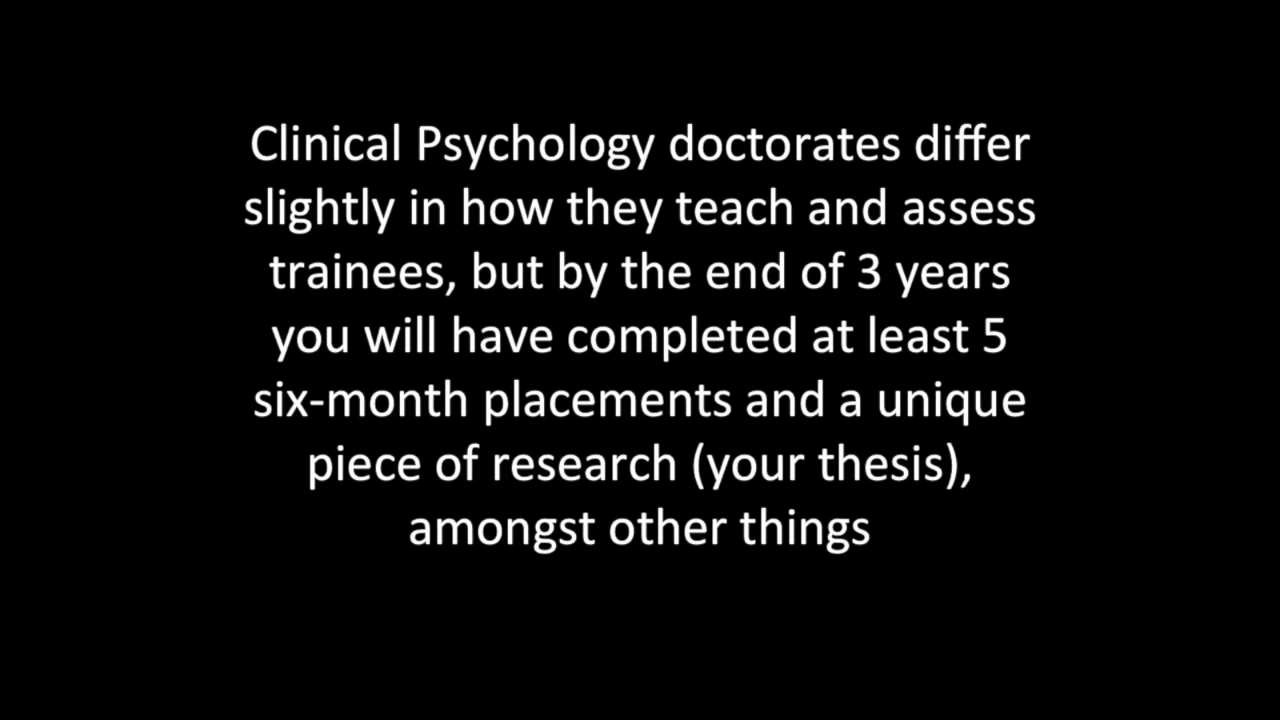 Clinical Psychology doctorates differ
slightly in how they teach and assess
trainees, but by the end of 3 years
you will have completed at least 5
six-month placements and a unique
piece of research (your thesis),
amongst other things